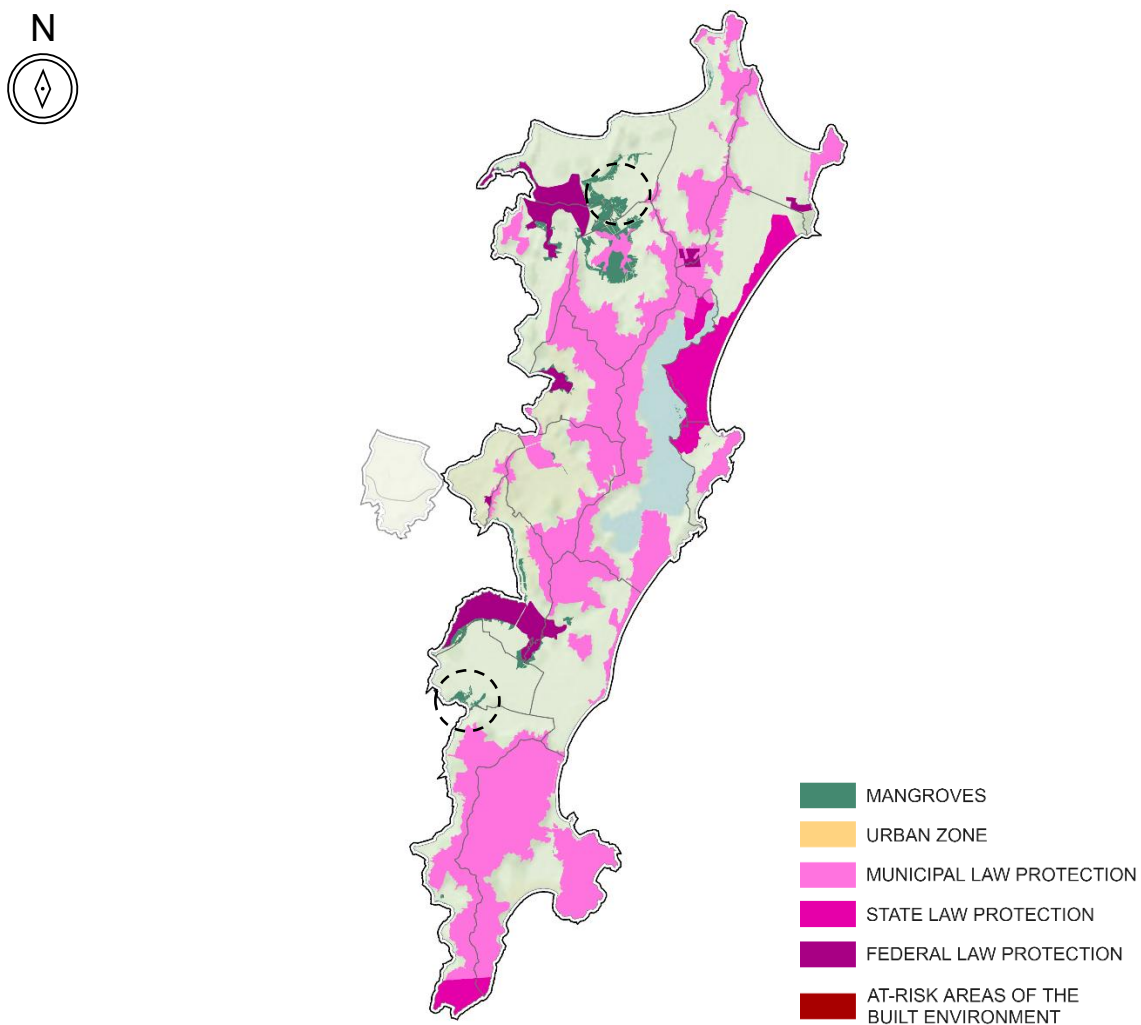 N
MANGROVES
URBAN ZONE
MUNICIPAL LAW PROTECTION
STATE LAW PROTECTION
FEDERAL LAW PROTECTION
AT-RISK AREAS OF THE
BUILT ENVIRONMENT